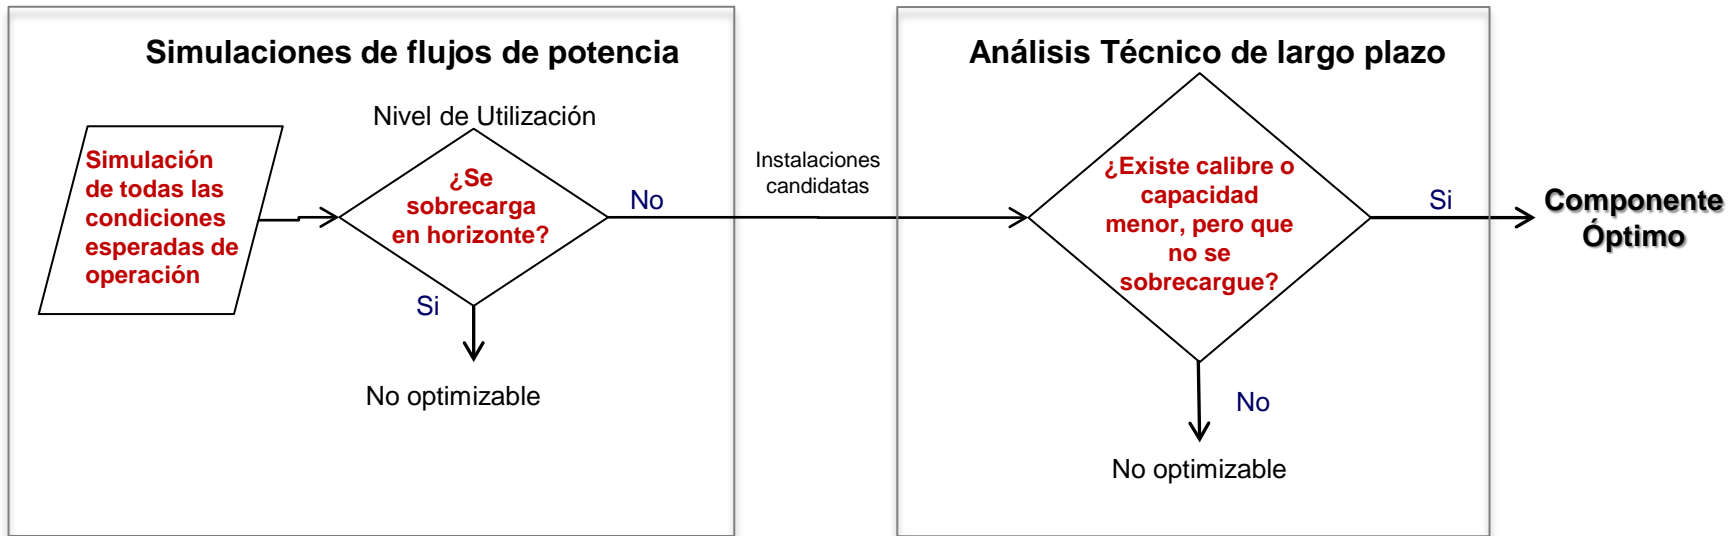 Simulaciones de flujos de potencia
Nivel de Utilización
Simulación
de todas las
condiciones
esperadas de
operación
¿Se
sobrecarga
en horizonte?
No
Si
No optimizable
Instalaciones
candidatas
Análisis Técnico de largo plazo
¿Existe calibre o
capacidad
menor, pero que
no se
sobrecargue?
Si
No
No optimizable
Componente
Óptimo